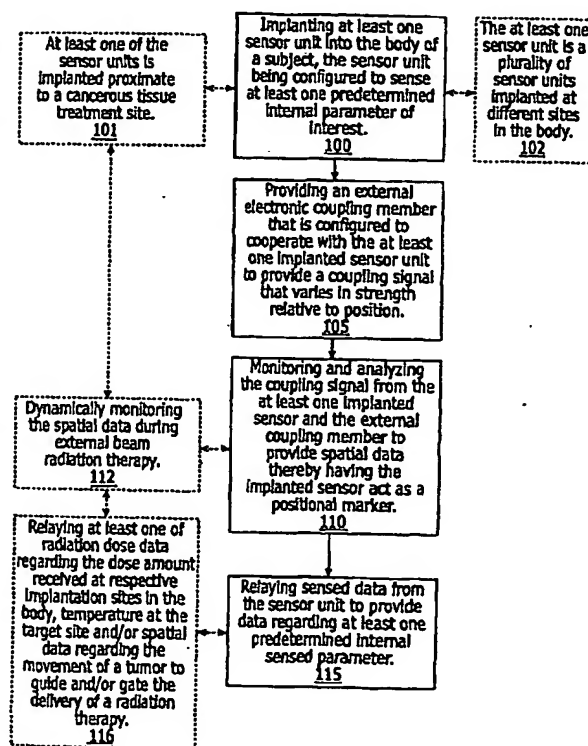 At least one of the
sensor units is
implanted proximate
to a cancerous tissue
treatment site.
101
Implanting at least one
sensor unit into the body of
a subject, the sensor unit
being configured to sense
at least one predetermined
internal parameter of
interest.
100
The at least one
sensor unit is a
plurality of
sensor units
implanted at
different sites
in the body.
102
Providing an external
electronic coupling member
that is configured to
cooperate with the at least
one implanted sensor unit
to provide a coupling signal
that varies in strength
relative to position.
105
Monitoring and analyzing
the coupling signal from the
at least one implanted
sensor and the external
coupling member to
provide spatial data
thereby having the
implanted sensor act as a
positional marker.
110
Dynamically monitoring
the spatial data during
external beam
radiation therapy.
112
Relaying at least one of
radiation dose data
regarding the dose amount
received at respective
implantation sites in the
body, temperature at the
target site and/or spatial
data regarding the
movement of a tumor to
guide and/or gate the
delivery of a radiation
therapy.
116
Relaying sensed data from
the sensor unit to provide
data regarding at least one
predetermined internal
sensed parameter.
115